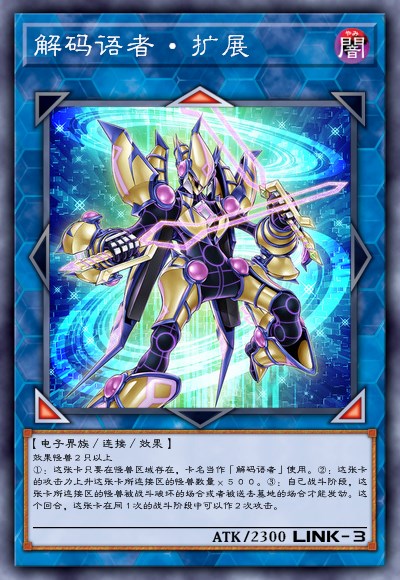 解码语者·扩展
やみ
闇
【电子界族/连接/效果】
效果怪兽2只以上
①：这张卡只要在怪兽区域存在，卡名当作「解码语者」使用。②：这张卡
的攻击力上升这张卡所连接区的怪兽数量×５００。③：自己战斗阶段，这
张卡所连接区的怪兽被战斗破坏的场合或者被送去墓地的场合才能发动。这
个回合，这张卡在同１次的战斗阶段中可以作２次攻击。
ATK/2300 LINK-3